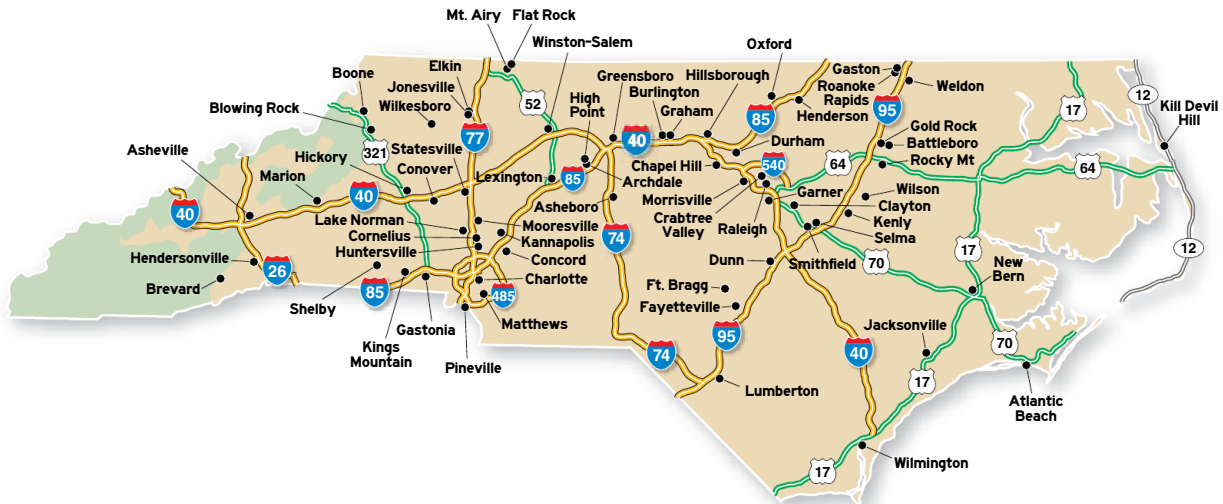 Mt. Airy
Flat Rock
Winston-Salem
Oxford
Boone
Elkin
Jonesville
Wilkesboro
Blowing Rock
52
High
Point
Greensboro
Burlington
Graham
Hillsborough
85
Henderson
Gaston
Roanoke
Rapids
Weldon
95
17
12
Kill Devil
Hill
77
321
Statesville
40
Durham
Gold Rock
Battleboro
Rocky Mt
Asheville
Hickory
Conover
Marion
40
Lexington
85
Archdale
Chapel Hill
540
64
64
Morrisville
Crabtree
Valley
Raleigh
Garner
Clayton
Wilson
Kenly
Selma
Smithfield
40
Lake Norman
Cornelius
Huntersville
Mooresville
Kannapolis
Concord
Asheboro
74
Hendersonville
26
Brevard
Shelby
85
Kings
Mountain
Gastonia
Charlotte
485
Matthews
Pineville
Dunn
Ft. Bragg
Fayetteville
70
17
12
New
Bern
95
74
40
Jacksonville
70
17
Lumberton
Atlantic
Beach
Wilmington
17